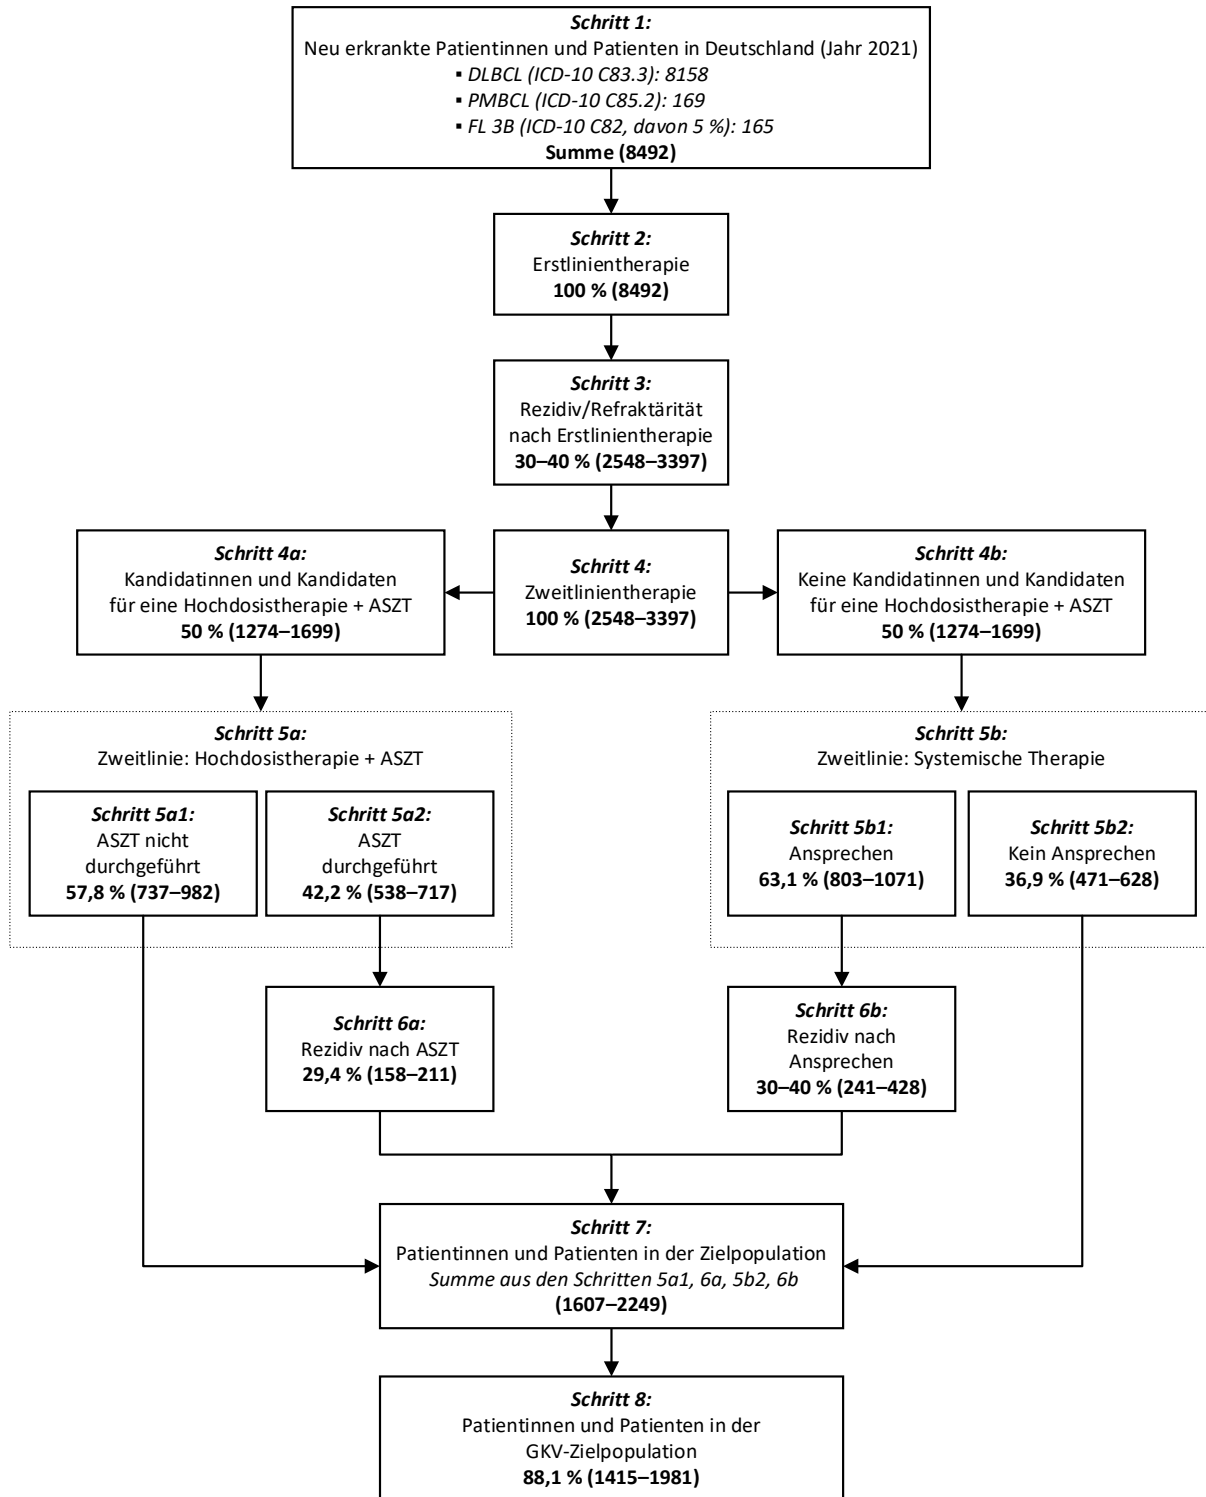 Schritt 1:
Neu erkrankte Patientinnen und Patienten in Deutschland (Jahr 2021)
▪ DLBCL (ICD-10 C83.3): 8158
▪ PMBCL (ICD-10 C85.2): 169
▪ FL 3B (ICD-10 C82, davon 5 %): 165
Summe (8492)
Schritt 2:
Erstlinientherapie
100 % (8492)
Schritt 3:
Rezidiv/Refraktärität
nach Erstlinientherapie
30–40 % (2548–3397)
Schritt 4a:
Kandidatinnen und Kandidaten
für eine Hochdosistherapie + ASZT
50 % (1274–1699)
Schritt 4:
Zweitlinientherapie
100 % (2548–3397)
Schritt 4b:
Keine Kandidatinnen und Kandidaten
für eine Hochdosistherapie + ASZT
50 % (1274–1699)
Schritt 5a:
Zweitlinie: Hochdosistherapie + ASZT
Schritt 5a1:
ASZT nicht
durchgeführt
57,8 % (737–982)
Schritt 5a2:
ASZT
durchgeführt
42,2 % (538–717)
Schritt 5b:
Zweitlinie: Systemische Therapie
Schritt 5b1:
Ansprechen
63,1 % (803–1071)
Schritt 5b2:
Kein Ansprechen
36,9 % (471–628)
Schritt 6a:
Rezidiv nach ASZT
29,4 % (158–211)
Schritt 6b:
Rezidiv nach
Ansprechen
30–40 % (241–428)
Schritt 7:
Patientinnen und Patienten in der Zielpopulation
Summe aus den Schritten 5a1, 6a, 5b2, 6b
(1607–2249)
Schritt 8:
Patientinnen und Patienten in der
GKV-Zielpopulation
88,1 % (1415–1981)